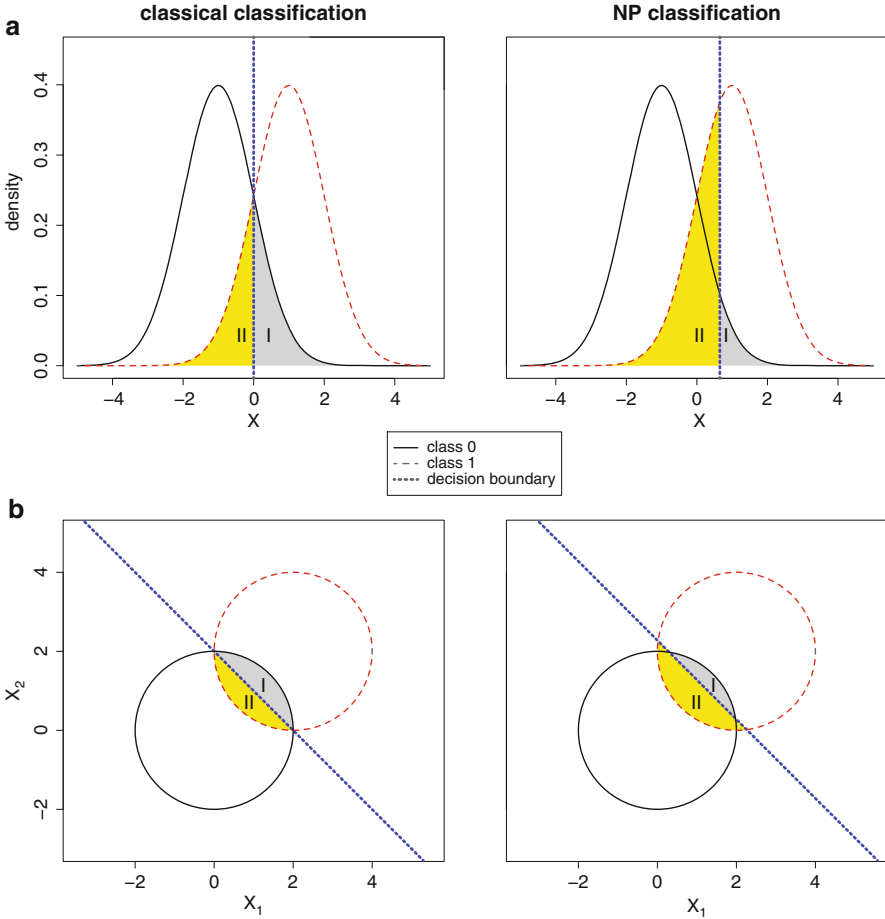 classical classification
NP classification
a
density
0.0
0.1
0.2
0.3
0.4
II
I
−4
−2
0
2
4
X
II
I
−4
−2
0
2
4
X
class 0
class 1
decision boundary
b
X2
−2
0
2
4
I
II
−2
0
2
4
X1
I
II
−2
0
2
4
X1